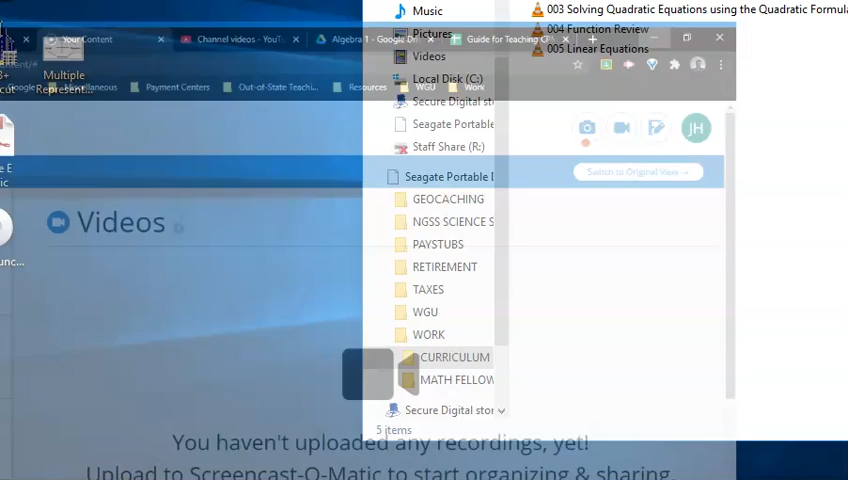 Music
003 Solving Quadratic Equations using the Quadratic Formula
004 Function Review
005 Linear Equations
Pictures
Videos
Local Disk (C:)
Secure Digital sto
Seagate Portable
Staff Share (R:)
Seagate Portable D
GEOCACHING
NGSS SCIENCE S
PAYSTUBS
RETIREMENT
TAXES
WGU
WORK
CURRICULUM
MATH FELLOW
Secure Digital stor
5 items
Your Content
Channel videos - YouTu
Algebra 1 - Google Dri
Guide for Teaching CP
Google
Miscellaneous
Payment Centers
Out-of-State Teachi...
Resources
WGU
Work
JH
Switch to Original View →
Videos
You haven't uploaded any recordings, yet!
Upload to Screencast-O-Matic to start organizing & sharing.
Multiple
Represent...